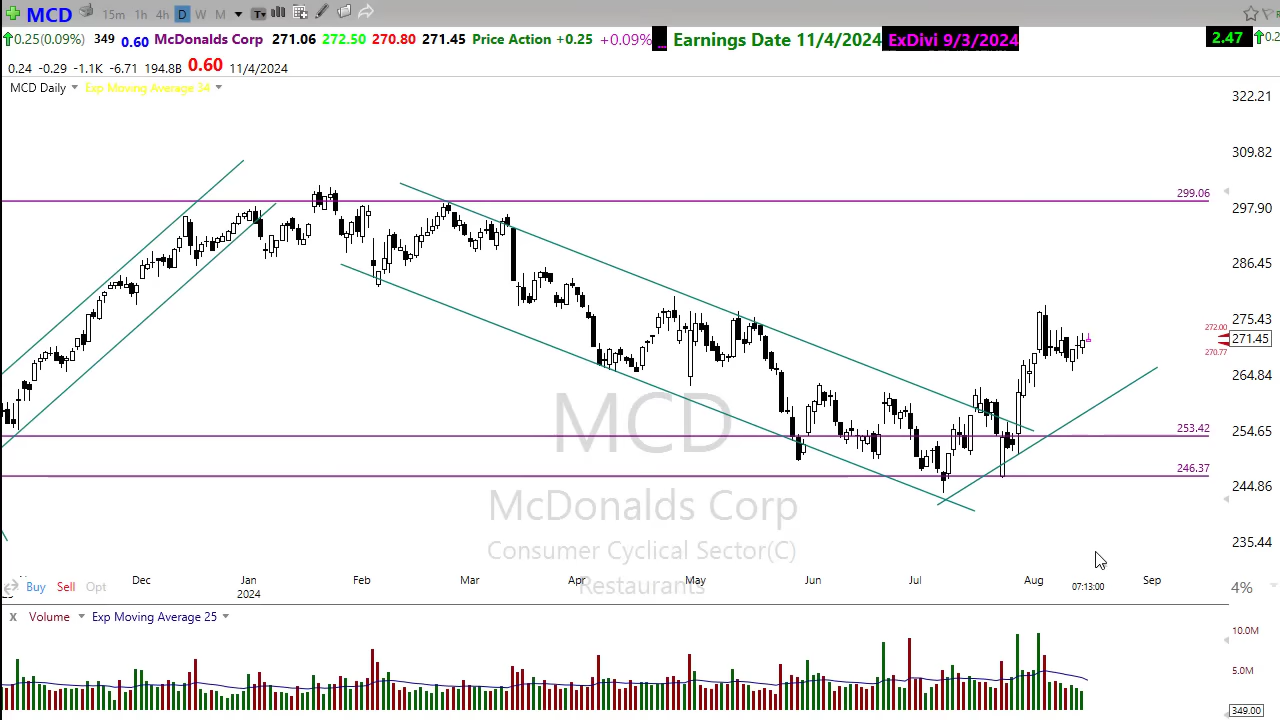 MCD 15m 1h 4h D W M T
0.25(0.09%) 349 0.60 McDonalds Corp 271.06 272.50 270.80 271.45 Price Action +0.25 +0.09% ... Earnings Date 11/4/2024 ExDivi 9/3/2024 2.47
0.24 -0.29 -1.1K -6.71 194.8B 0.60 11/4/2024
MCD Daily Exp Moving Average 34
322.21
309.82
299.06
297.90
286.45
275.43
272.00
271.45
270.77
264.84
MCD
253.42
254.65
246.37
244.86
McDonalds Corp
235.44
Consumer Cyclical Sector(C)
Restaurants
Dec Jan Feb Mar Apr May Jun Jul Aug Sep
2024
07:13:00
Buy Sell Opt
4%
X Volume Exp Moving Average 25
10.0M
5.0M
349.00